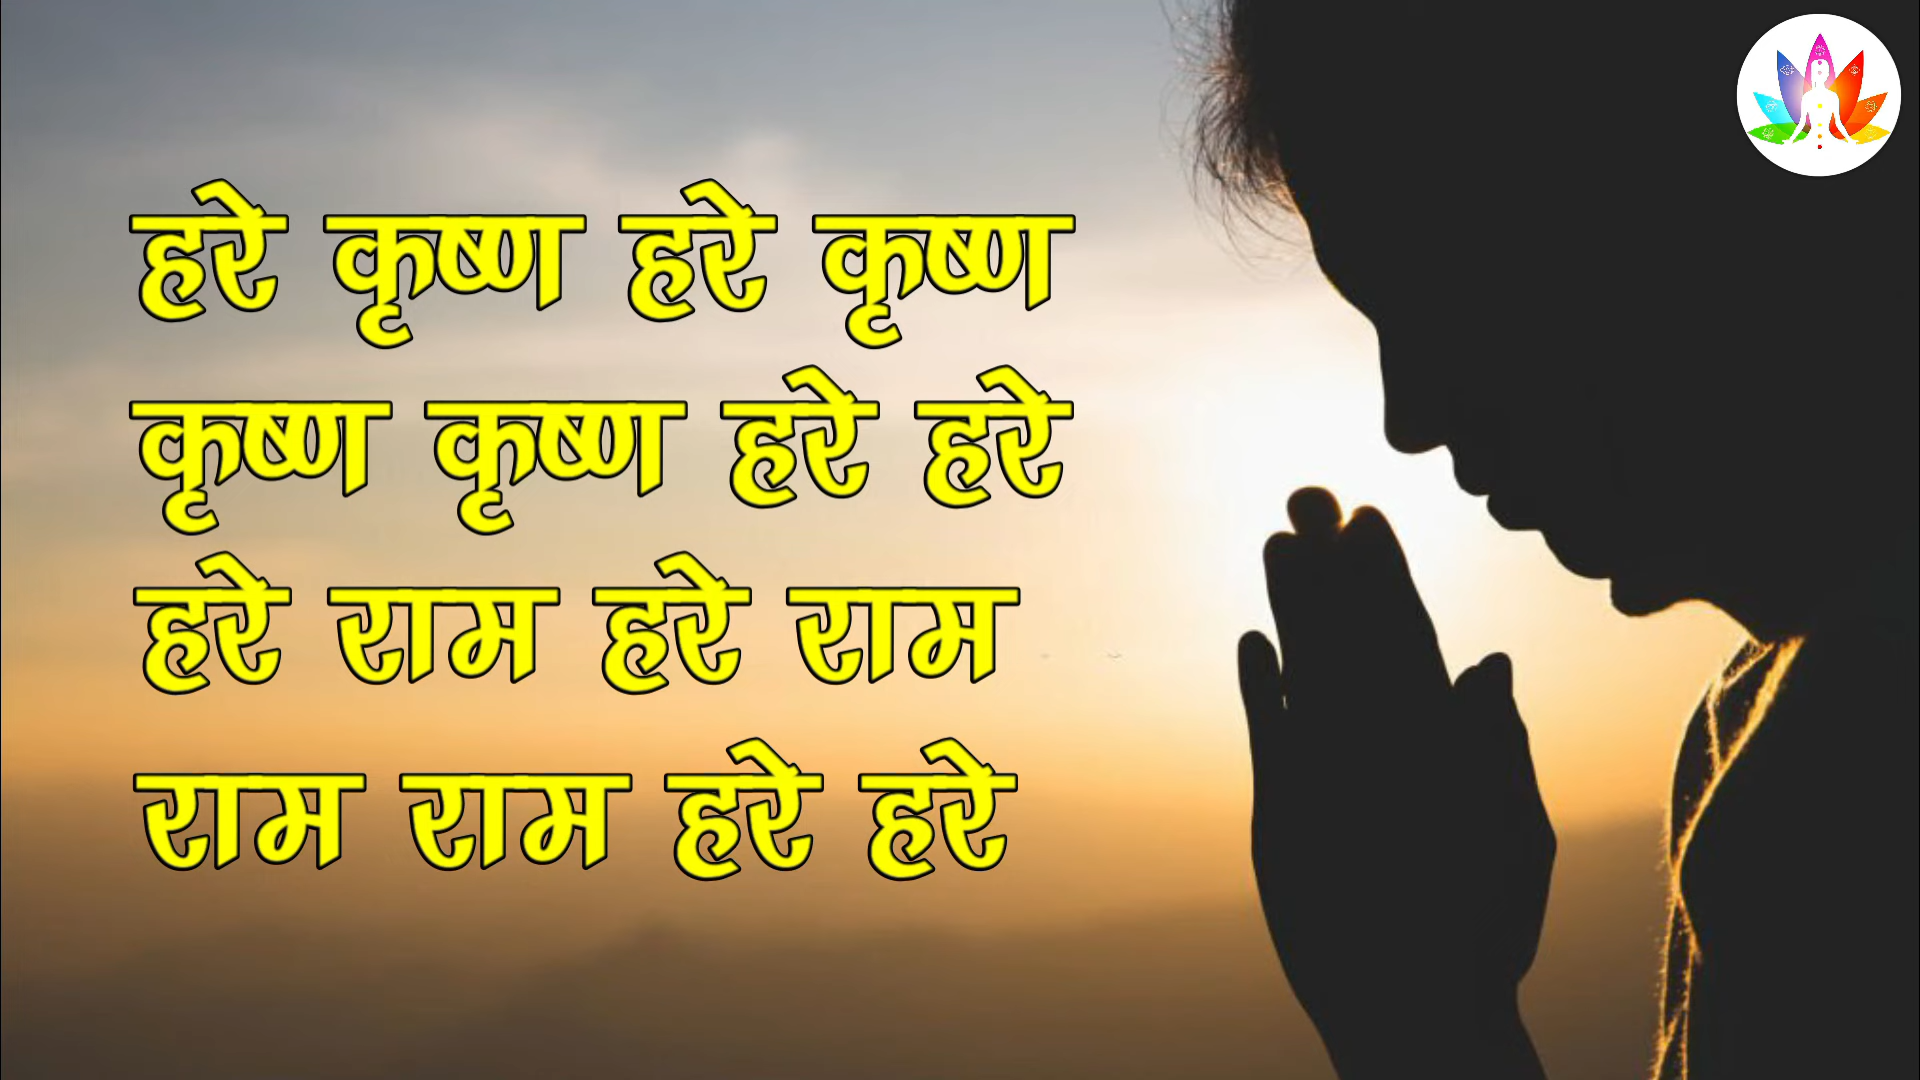 हरे कृष्ण हरे कृष्ण
कृष्ण कृष्ण हरे हरे
हरे राम हरे राम
राम राम हरे हरे